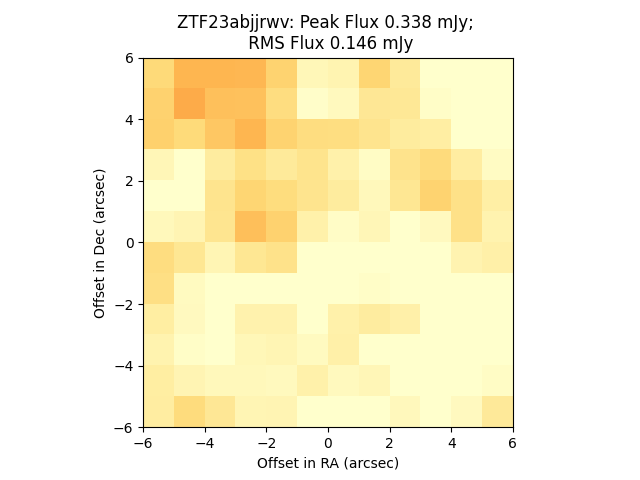 ZTF23abjjrwv: Peak Flux 0.338 mJy;
RMS Flux 0.146 mJy
6
4
2
0
−2
−4
−6
Offset in Dec (arcsec)
−6 −4 −2 0 2 4 6
Offset in RA (arcsec)